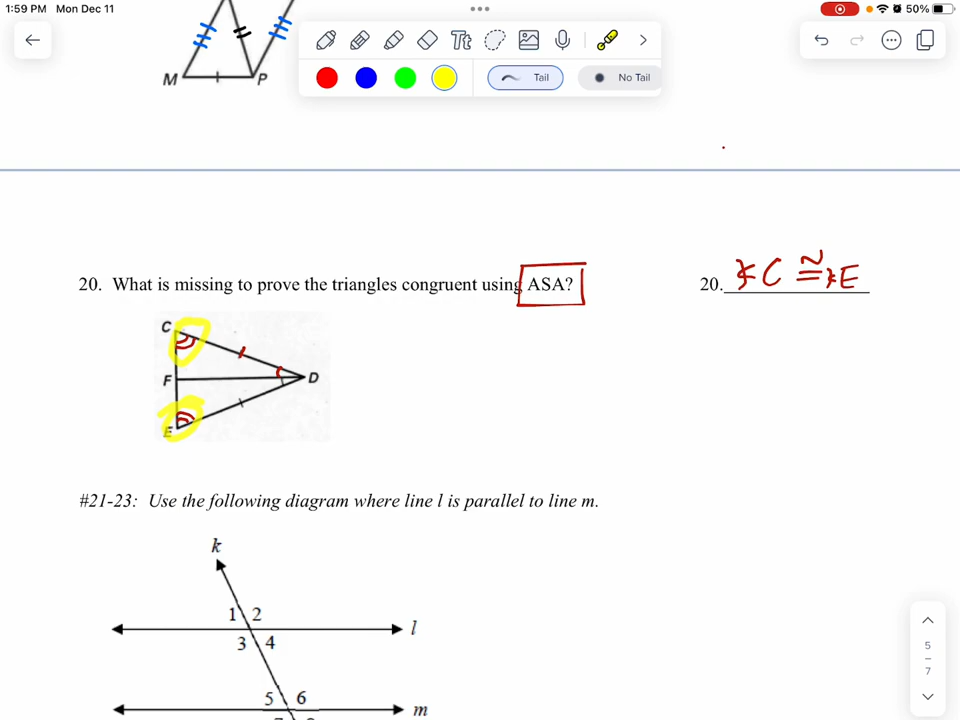 1:59 PM Mon Dec 11
50%
Tt
Tail
No Tail
M
P
20. What is missing to prove the triangles congruent using ASA?
20. ∡C ≅ ∡E
C
F
D
E
5
–
7
#21-23: Use the following diagram where line l is parallel to line m.
k
1 2
l
3 4
5 6
m